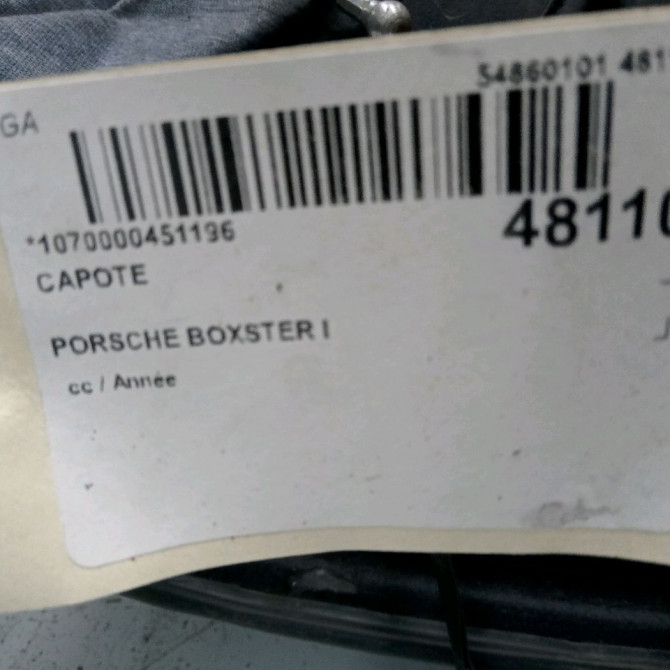 54860101 481
GA
*1070000451196
48110
CAPOTE
PORSCHE BOXSTER I
cc / Année